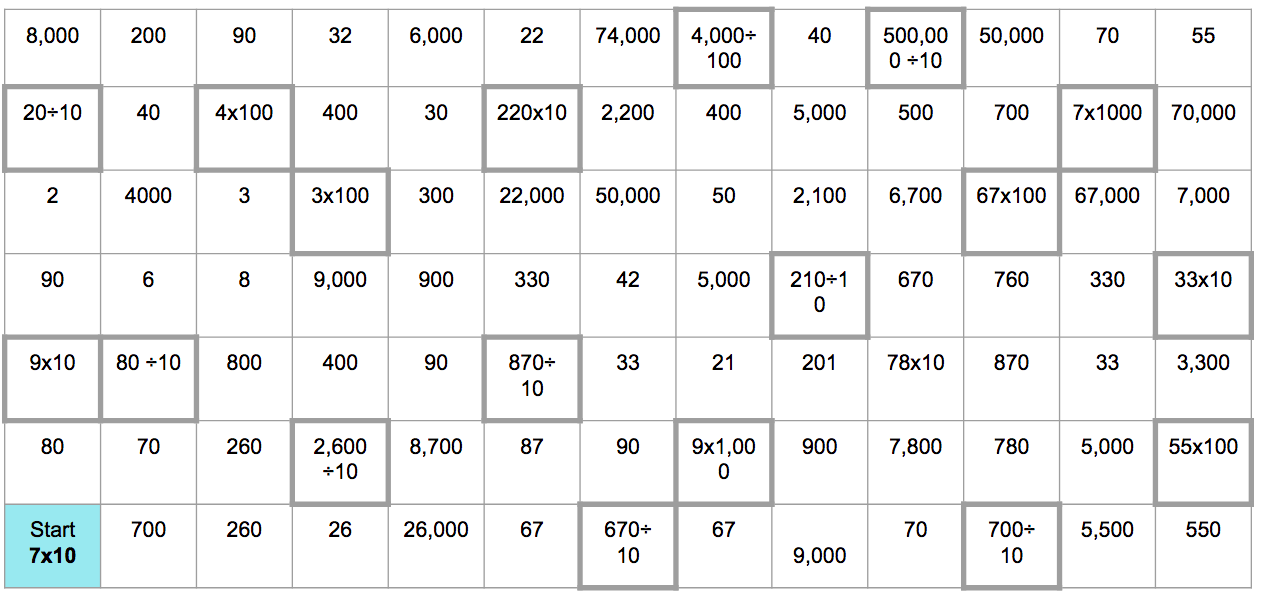 8,000 200 90 32 6,000 22 74,000 4,000÷ 40 500,00 50,000 70 55
100 0 ÷10
20÷10 40 4x100 400 30 220x10 2,200 400 5,000 500 700 7x1000 70,000
2 4000 3 3x100 300 22,000 50,000 50 2,100 6,700 67x100 67,000 7,000
90 6 8 9,000 900 330 42 5,000 210÷1 670 760 330 33x10
0
9x10 80 ÷10 800 400 90 870÷ 33 21 201 78x10 870 33 3,300
10
80 70 260 2,600 8,700 87 90 9x1,00 900 7,800 780 5,000 55x100
÷10 0
Start 700 260 26 26,000 67 670÷ 67 70 700÷ 5,500 550
7x10 10 9,000 10